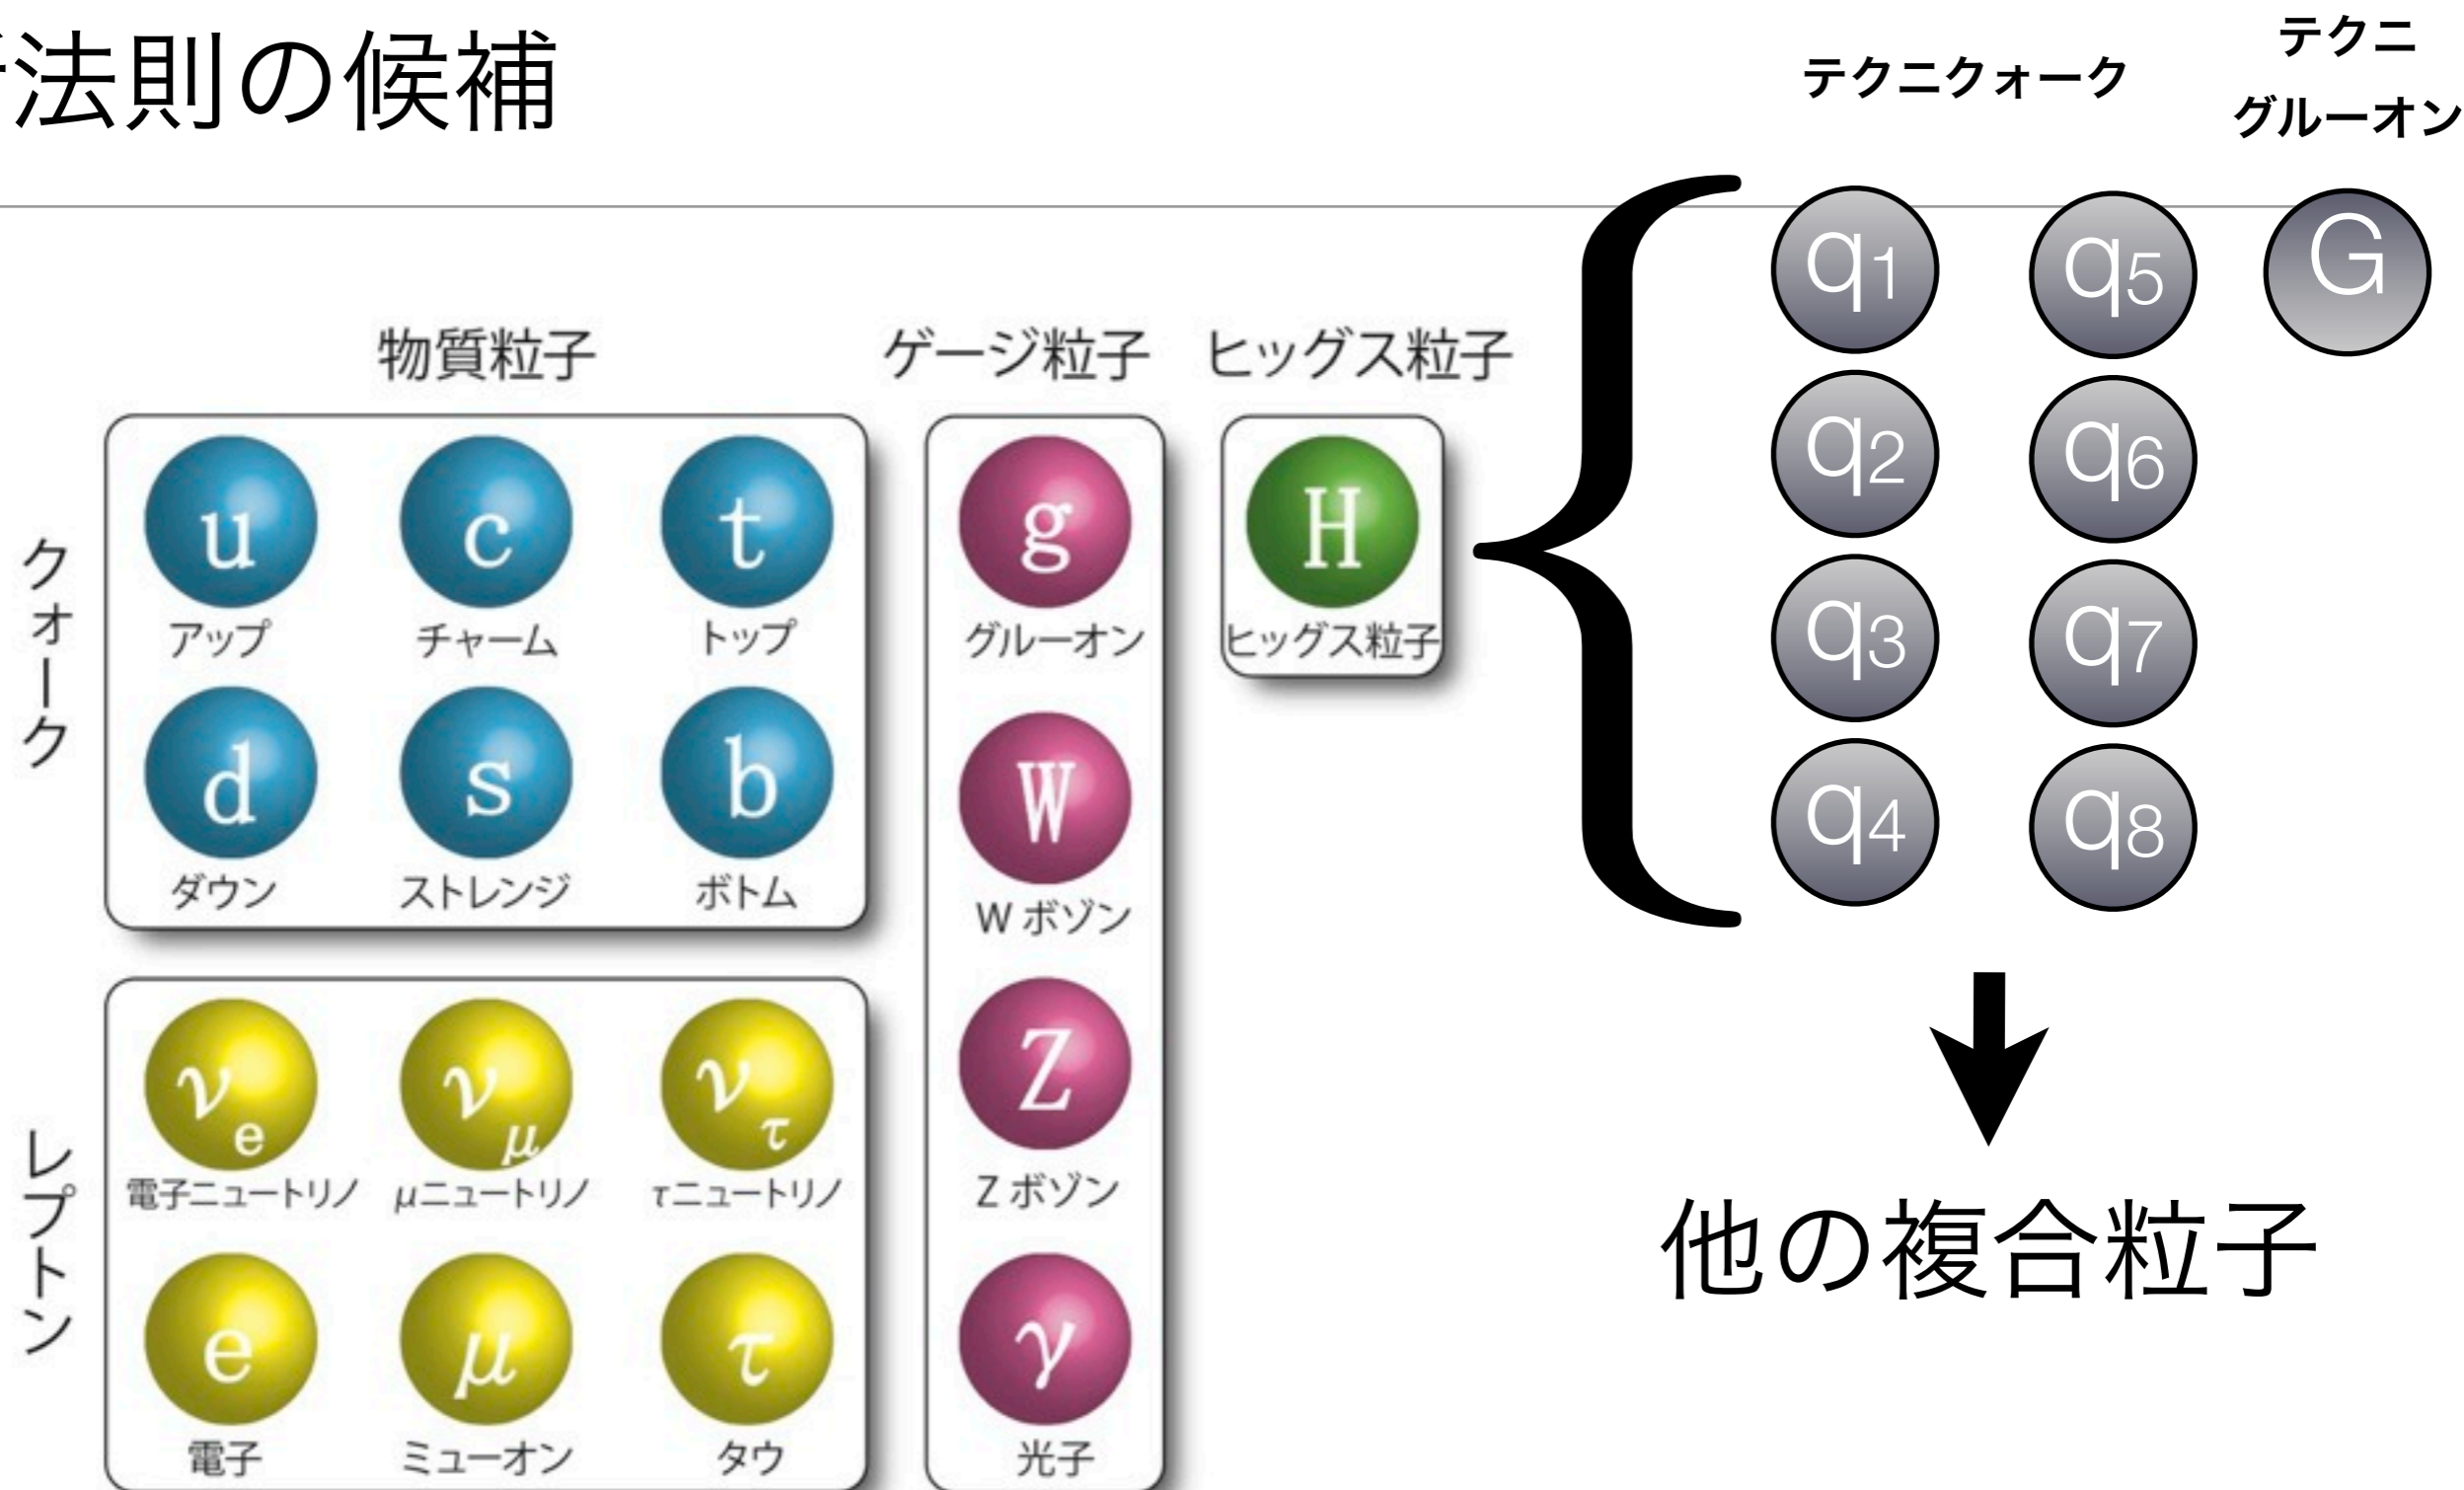 法則の候補
テクニクォーク
テクニ
グルーオン
q1
q5
G
q2
q6
q3
q7
q4
q8
物質粒子
ゲージ粒子
ヒッグス粒子
クォーク
u
c
t
g
H
アップ
チャーム
トップ
グルーオン
ヒッグス粒子
d
s
b
W
ダウン
ストレンジ
ボトム
W ボゾン
レプトン
νe
νμ
ντ
Z
電子ニュートリノ
μニュートリノ
τニュートリノ
Z ボゾン
e
μ
τ
γ
電子
ミューオン
タウ
光子
他の複合粒子